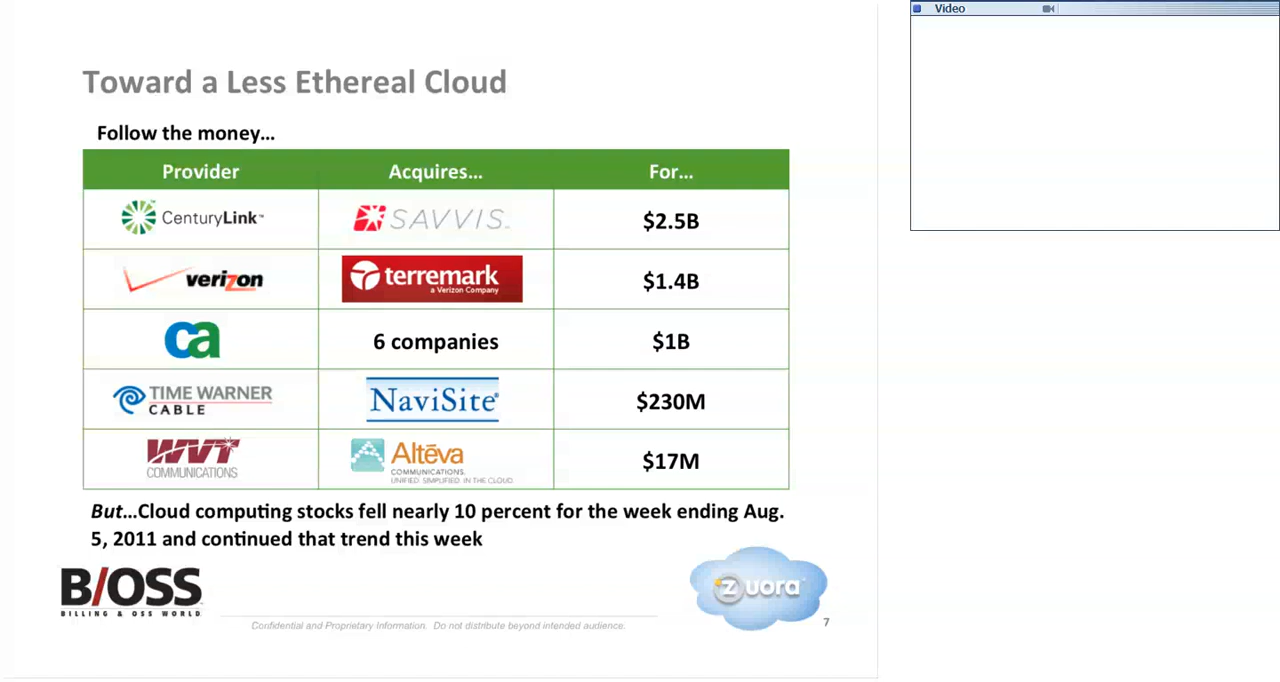 Video
Toward a Less Ethereal Cloud
Follow the money...
Provider Acquires... For...
CenturyLink™ SAVVIS™ $2.5B
verizon terremark $1.4B
a Verizon Company
ca 6 companies $1B
TIME WARNER NaviSite® $230M
CABLE
WVT Altēva $17M
COMMUNICATIONS COMMUNICATIONS.
UNIFIED. SIMPLIFIED. IN THE CLOUD
But...Cloud computing stocks fell nearly 10 percent for the week ending Aug.
5, 2011 and continued that trend this week
B/OSS zuora
BILLING & OSS WORLD
Confidential and Proprietary Information. Do not distribute beyond intended audience.
7